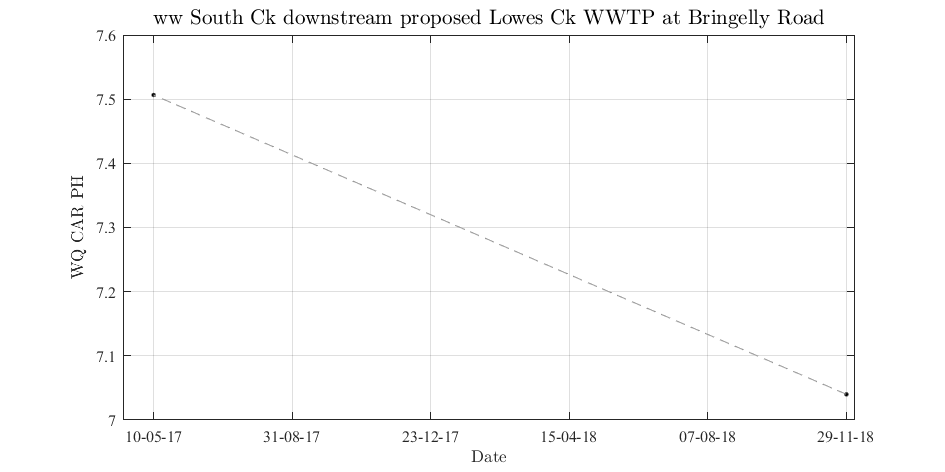 ww South Ck downstream proposed Lowes Ck WWTP at Bringelly Road
7.6
7.5
7.4
7.3
7.2
7.1
7
WQ CAR PH
10-05-17 31-08-17 23-12-17 15-04-18 07-08-18 29-11-18
Date